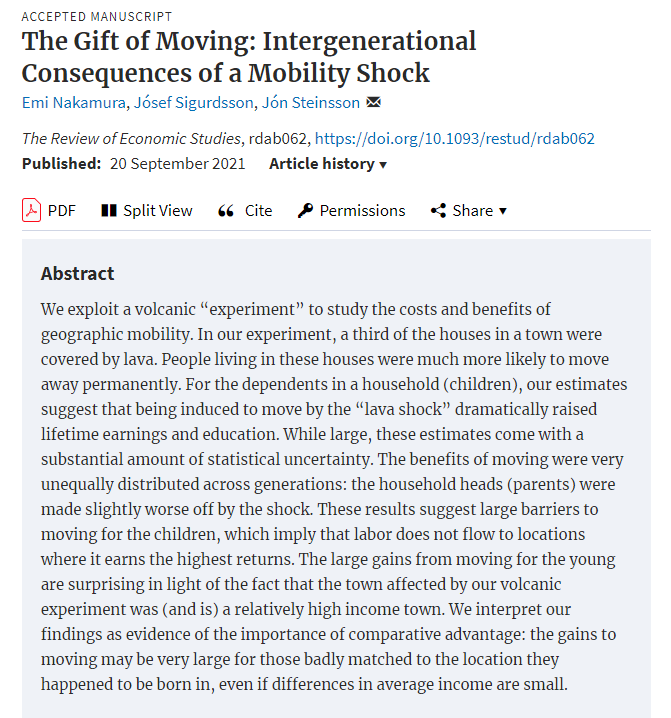 ACCEPTED MANUSCRIPT
The Gift of Moving: Intergenerational
Consequences of a Mobility Shock
Emi Nakamura, Jósef Sigurdsson, Jón Steinsson
The Review of Economic Studies, rdab062, https://doi.org/10.1093/restud/rdab062
Published: 20 September 2021 Article history
PDF Split View Cite Permissions Share
Abstract
We exploit a volcanic “experiment” to study the costs and benefits of
geographic mobility. In our experiment, a third of the houses in a town were
covered by lava. People living in these houses were much more likely to move
away permanently. For the dependents in a household (children), our estimates
suggest that being induced to move by the “lava shock” dramatically raised
lifetime earnings and education. While large, these estimates come with a
substantial amount of statistical uncertainty. The benefits of moving were very
unequally distributed across generations: the household heads (parents) were
made slightly worse off by the shock. These results suggest large barriers to
moving for the children, which imply that labor does not flow to locations
where it earns the highest returns. The large gains from moving for the young
are surprising in light of the fact that the town affected by our volcanic
experiment was (and is) a relatively high income town. We interpret our
findings as evidence of the importance of comparative advantage: the gains to
moving may be very large for those badly matched to the location they
happened to be born in, even if differences in average income are small.